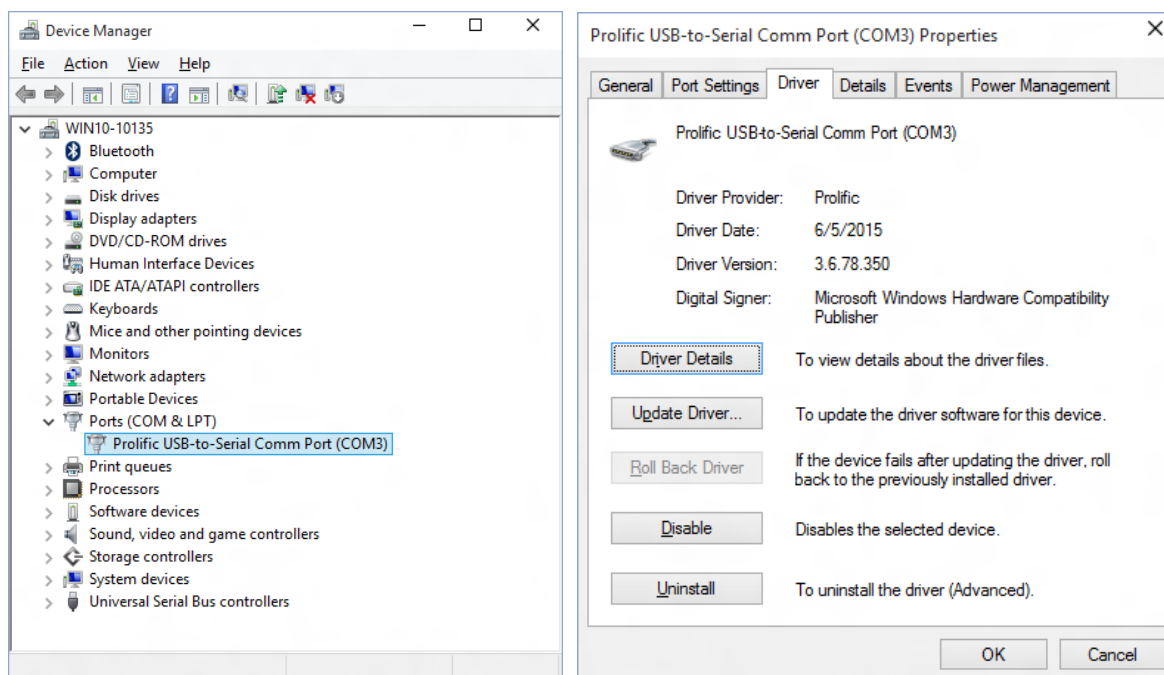 Device Manager
File Action View Help
WIN10-10135
Bluetooth
Computer
Disk drives
Display adapters
DVD/CD-ROM drives
Human Interface Devices
IDE ATA/ATAPI controllers
Keyboards
Mice and other pointing devices
Monitors
Network adapters
Portable Devices
Ports (COM & LPT)
Prolific USB-to-Serial Comm Port (COM3)
Print queues
Processors
Software devices
Sound, video and game controllers
Storage controllers
System devices
Universal Serial Bus controllers
Prolific USB-to-Serial Comm Port (COM3) Properties
General Port Settings Driver Details Events Power Management
Prolific USB-to-Serial Comm Port (COM3)
Driver Provider: Prolific
Driver Date: 6/5/2015
Driver Version: 3.6.78.350
Digital Signer: Microsoft Windows Hardware Compatibility
Publisher
Driver Details To view details about the driver files.
Update Driver... To update the driver software for this device.
Roll Back Driver If the device fails after updating the driver, roll
back to the previously installed driver.
Disable Disables the selected device.
Uninstall To uninstall the driver (Advanced).
OK Cancel